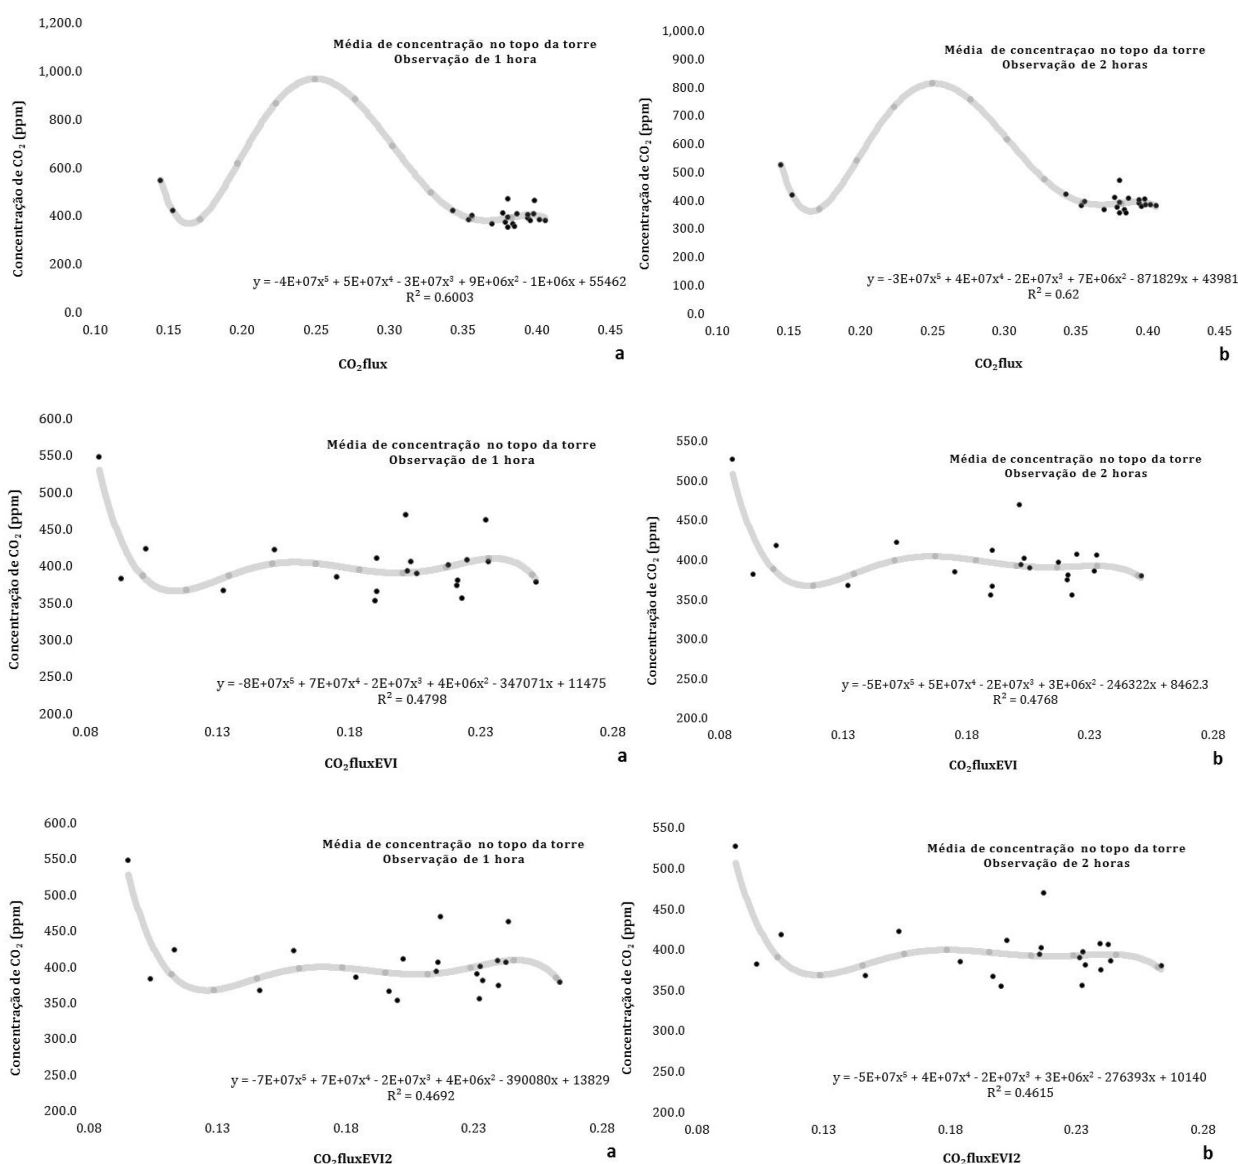 1,200.0
1,000.0
800.0
600.0
400.0
200.0
0.0
Concentração de CO₂ (ppm)
Média de concentração no topo da torre
Observação de 1 hora
y = -4E+07x⁵ + 5E+07x⁴ - 3E+07x³ + 9E+06x² - 1E+06x + 55462
R² = 0.6003
0.10 0.15 0.20 0.25 0.30 0.35 0.40 0.45
CO₂flux
a
1,000.0
900.0
800.0
700.0
600.0
500.0
400.0
300.0
200.0
100.0
0.0
Concentração de CO₂ (ppm)
Média de concentraçao no topo da torre
Observação de 2 horas
y = -3E+07x⁵ + 4E+07x⁴ - 2E+07x³ + 7E+06x² - 871829x + 43981
R² = 0.62
0.10 0.15 0.20 0.25 0.30 0.35 0.40 0.45
CO₂flux
b
600.0
550.0
500.0
450.0
400.0
350.0
300.0
250.0
200.0
Concentração de CO₂ (ppm)
Média de concentração no topo da torre
Observação de 1 hora
y = -8E+07x⁵ + 7E+07x⁴ - 2E+07x³ + 4E+06x² - 347071x + 11475
R² = 0.4798
0.08 0.13 0.18 0.23 0.28
CO₂fluxEVI
a
550.0
500.0
450.0
400.0
350.0
300.0
250.0
200.0
Concentração de CO₂ (ppm)
Média de concentração no topo da torre
Observação de 2 horas
y = -5E+07x⁵ + 5E+07x⁴ - 2E+07x³ + 3E+06x² - 246322x + 8462.3
R² = 0.4768
0.08 0.13 0.18 0.23 0.28
CO₂fluxEVI
b
600.0
550.0
500.0
450.0
400.0
350.0
300.0
250.0
200.0
Concentração de CO₂ (ppm)
Média de concentração no topo da torre
Observação de 1 hora
y = -7E+07x⁵ + 7E+07x⁴ - 2E+07x³ + 4E+06x² - 390080x + 13829
R² = 0.4692
0.08 0.13 0.18 0.23 0.28
CO₂fluxEVI2
a
550.0
500.0
450.0
400.0
350.0
300.0
250.0
200.0
Concentração de CO₂ (ppm)
Média de concentração no topo da torre
Observação de 2 horas
y = -5E+07x⁵ + 4E+07x⁴ - 2E+07x³ + 3E+06x² - 276393x + 10140
R² = 0.4615
0.08 0.13 0.18 0.23 0.28
CO₂fluxEVI2
b